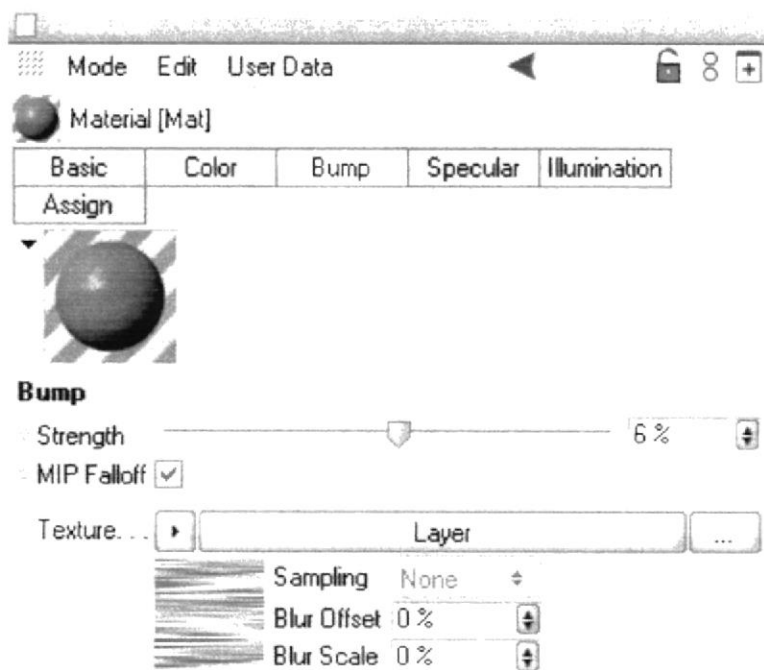 Mode Edit User Data
Material [Mat]
Basic Color Bump Specular Illumination
Assign
Bump
Strength 6 %
MIP Falloff
Texture. . . Layer ...
Sampling None
Blur Offset 0 %
Blur Scale 0 %